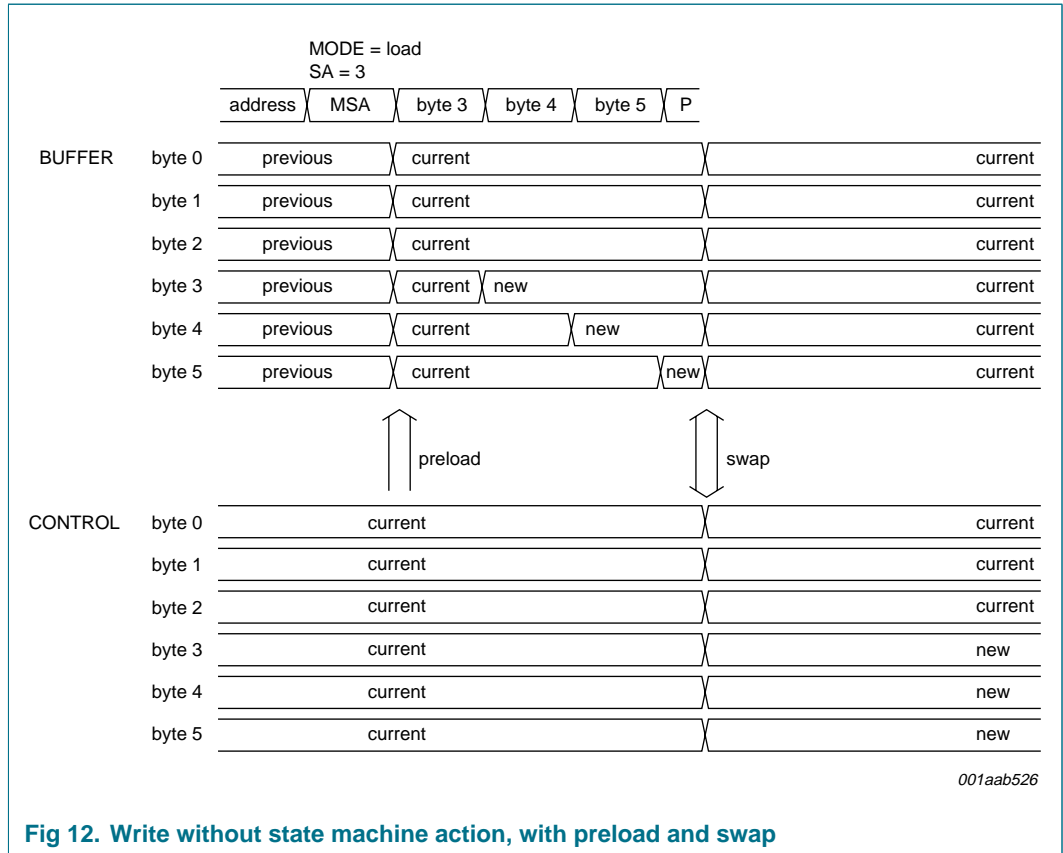 MODE = load
SA = 3
address MSA byte 3 byte 4 byte 5 P
BUFFER byte 0 previous current current
byte 1 previous current current
byte 2 previous current current
byte 3 previous current new current
byte 4 previous current new current
byte 5 previous current new current
preload swap
CONTROL byte 0 current current
byte 1 current current
byte 2 current current
byte 3 current new
byte 4 current new
byte 5 current new
001aab526
Fig 12. Write without state machine action, with preload and swap